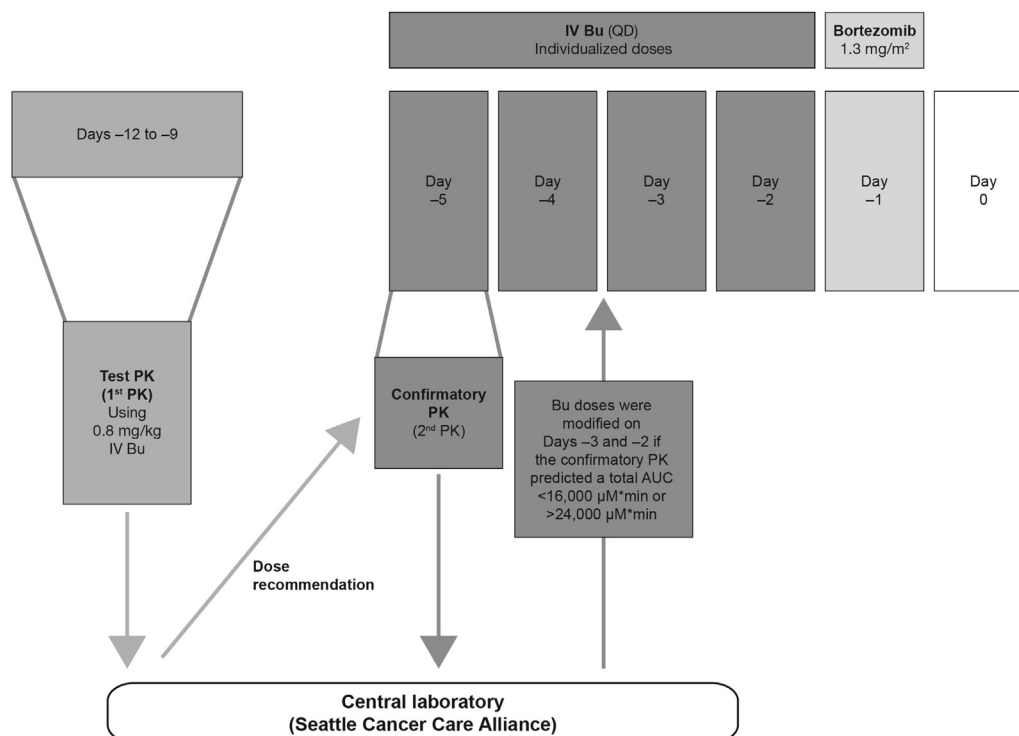 IV Bu (QD)
Individualized doses
Bortezomib
1.3 mg/m²
Days –12 to –9
Day
–5
Day
–4
Day
–3
Day
–2
Day
–1
Day
0
Test PK
(1st PK)
Using
0.8 mg/kg
IV Bu
Confirmatory
PK
(2nd PK)
Bu doses were
modified on
Days –3 and –2 if
the confirmatory PK
predicted a total AUC
<16,000 µM*min or
>24,000 µM*min
Dose
recommendation
Central laboratory
(Seattle Cancer Care Alliance)